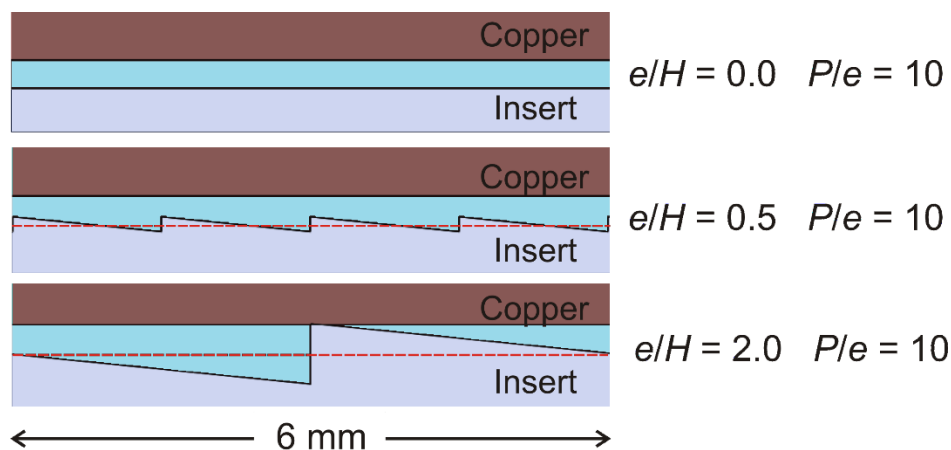 Copper
e/H = 0.0 P/e = 10
Insert
Copper
e/H = 0.5 P/e = 10
Insert
Copper
e/H = 2.0 P/e = 10
Insert
6 mm